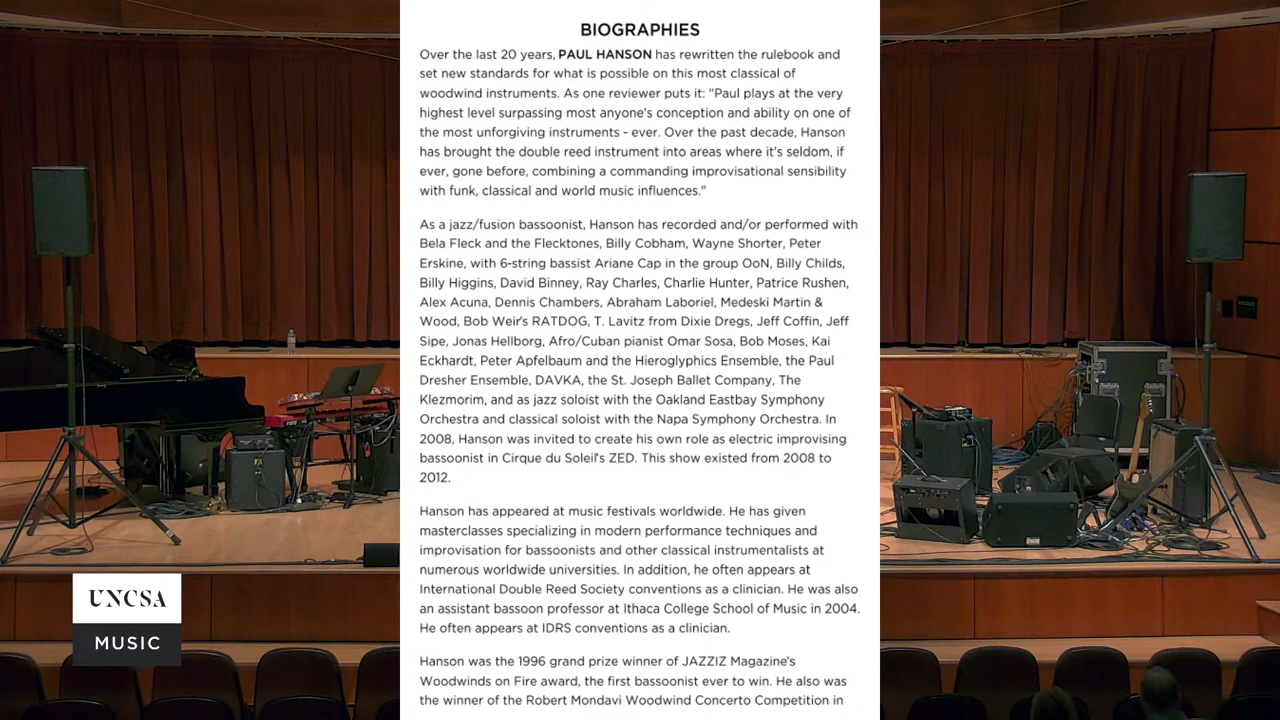 BIOGRAPHIES
Over the last 20 years, PAUL HANSON has rewritten the rulebook and
set new standards for what is possible on this most classical of
woodwind instruments. As one reviewer puts it: "Paul plays at the very
highest level surpassing most anyone's conception and ability on one of
the most unforgiving instruments - ever. Over the past decade, Hanson
has brought the double reed instrument into areas where it's seldom, if
ever, gone before, combining a commanding improvisational sensibility
with funk, classical and world music influences."
As a jazz/fusion bassoonist, Hanson has recorded and/or performed with
Bela Fleck and the Flecktones, Billy Cobham, Wayne Shorter, Peter
Erskine, with 6-string bassist Ariane Cap in the group OoN, Billy Childs,
Billy Higgins, David Binney, Ray Charles, Charlie Hunter, Patrice Rushen,
Alex Acuna, Dennis Chambers, Abraham Laboriel, Medeski Martin &
Wood, Bob Weir's RATDOG, T. Lavitz from Dixie Dregs, Jeff Coffin, Jeff
Sipe, Jonas Hellborg, Afro/Cuban pianist Omar Sosa, Bob Moses, Kai
Eckhardt, Peter Apfelbaum and the Hieroglyphics Ensemble, the Paul
Dresher Ensemble, DAVKA, the St. Joseph Ballet Company, The
Klezmorim, and as jazz soloist with the Oakland Eastbay Symphony
Orchestra and classical soloist with the Napa Symphony Orchestra. In
2008, Hanson was invited to create his own role as electric improvising
bassoonist in Cirque du Soleil's ZED. This show existed from 2008 to
2012.
Hanson has appeared at music festivals worldwide. He has given
masterclasses specializing in modern performance techniques and
improvisation for bassoonists and other classical instrumentalists at
numerous worldwide universities. In addition, he often appears at
International Double Reed Society conventions as a clinician. He was also
an assistant bassoon professor at Ithaca College School of Music in 2004.
He often appears at IDRS conventions as a clinician.
Hanson was the 1996 grand prize winner of JAZZIZ Magazine's
Woodwinds on Fire award, the first bassoonist ever to win. He also was
the winner of the Robert Mondavi Woodwind Concerto Competition in
UNCSA
MUSIC